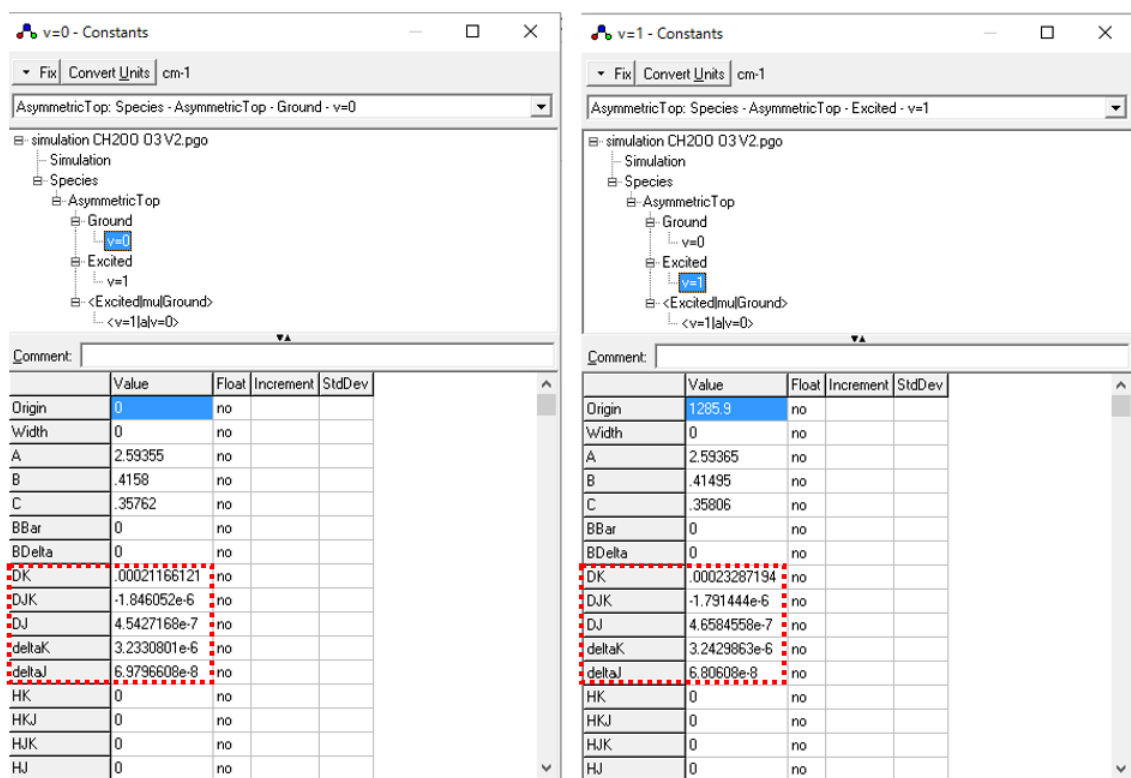 v=0 - Constants
Fix Convert Units cm-1
AsymmetricTop: Species - AsymmetricTop - Ground - v=0
simulation CH2OO O3 V2.pgo
Simulation
Species
AsymmetricTop
Ground
v=0
Excited
v=1
<Excited|mu|Ground>
<v=1|a|v=0>
Comment:
Value Float Increment StdDev
Origin 0 no
Width 0 no
A 2.59355 no
B .4158 no
C .35762 no
BBar 0 no
BDelta 0 no
DK .00021166121 no
DJK -1.846052e-6 no
DJ 4.5427168e-7 no
deltaK 3.2330801e-6 no
deltaJ 6.9796608e-8 no
HK 0 no
HKJ 0 no
HJK 0 no
HJ 0 no
v=1 - Constants
Fix Convert Units cm-1
AsymmetricTop: Species - AsymmetricTop - Excited - v=1
simulation CH2OO O3 V2.pgo
Simulation
Species
AsymmetricTop
Ground
v=0
Excited
v=1
<Excited|mu|Ground>
<v=1|a|v=0>
Comment:
Value Float Increment StdDev
Origin 1285.9 no
Width 0 no
A 2.59365 no
B .41495 no
C .35806 no
BBar 0 no
BDelta 0 no
DK .00023287194 no
DJK -1.791444e-6 no
DJ 4.6584558e-7 no
deltaK 3.2429863e-6 no
deltaJ 6.80608e-8 no
HK 0 no
HKJ 0 no
HJK 0 no
HJ 0 no